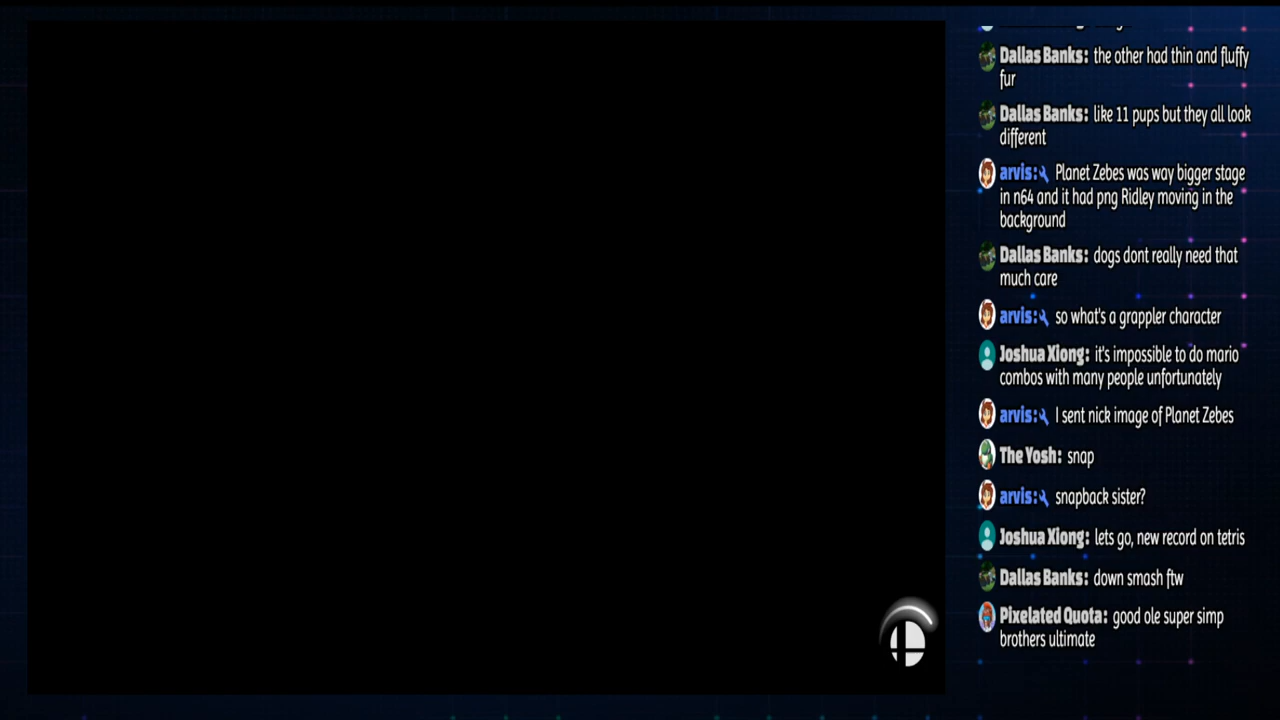 Dallas Banks: the other had thin and fluffy
fur
Dallas Banks: like 11 pups but they all look
different
arvis: Planet Zebes was way bigger stage
in n64 and it had png Ridley moving in the
background
Dallas Banks: dogs dont really need that
much care
arvis: so what's a grappler character
Joshua Xiong: it's impossible to do mario
combos with many people unfortunately
arvis: I sent nick image of Planet Zebes
The Yosh: snap
arvis: snapback sister?
Joshua Xiong: lets go, new record on tetris
Dallas Banks: down smash ftw
Pixelated Quota: good ole super simp
brothers ultimate